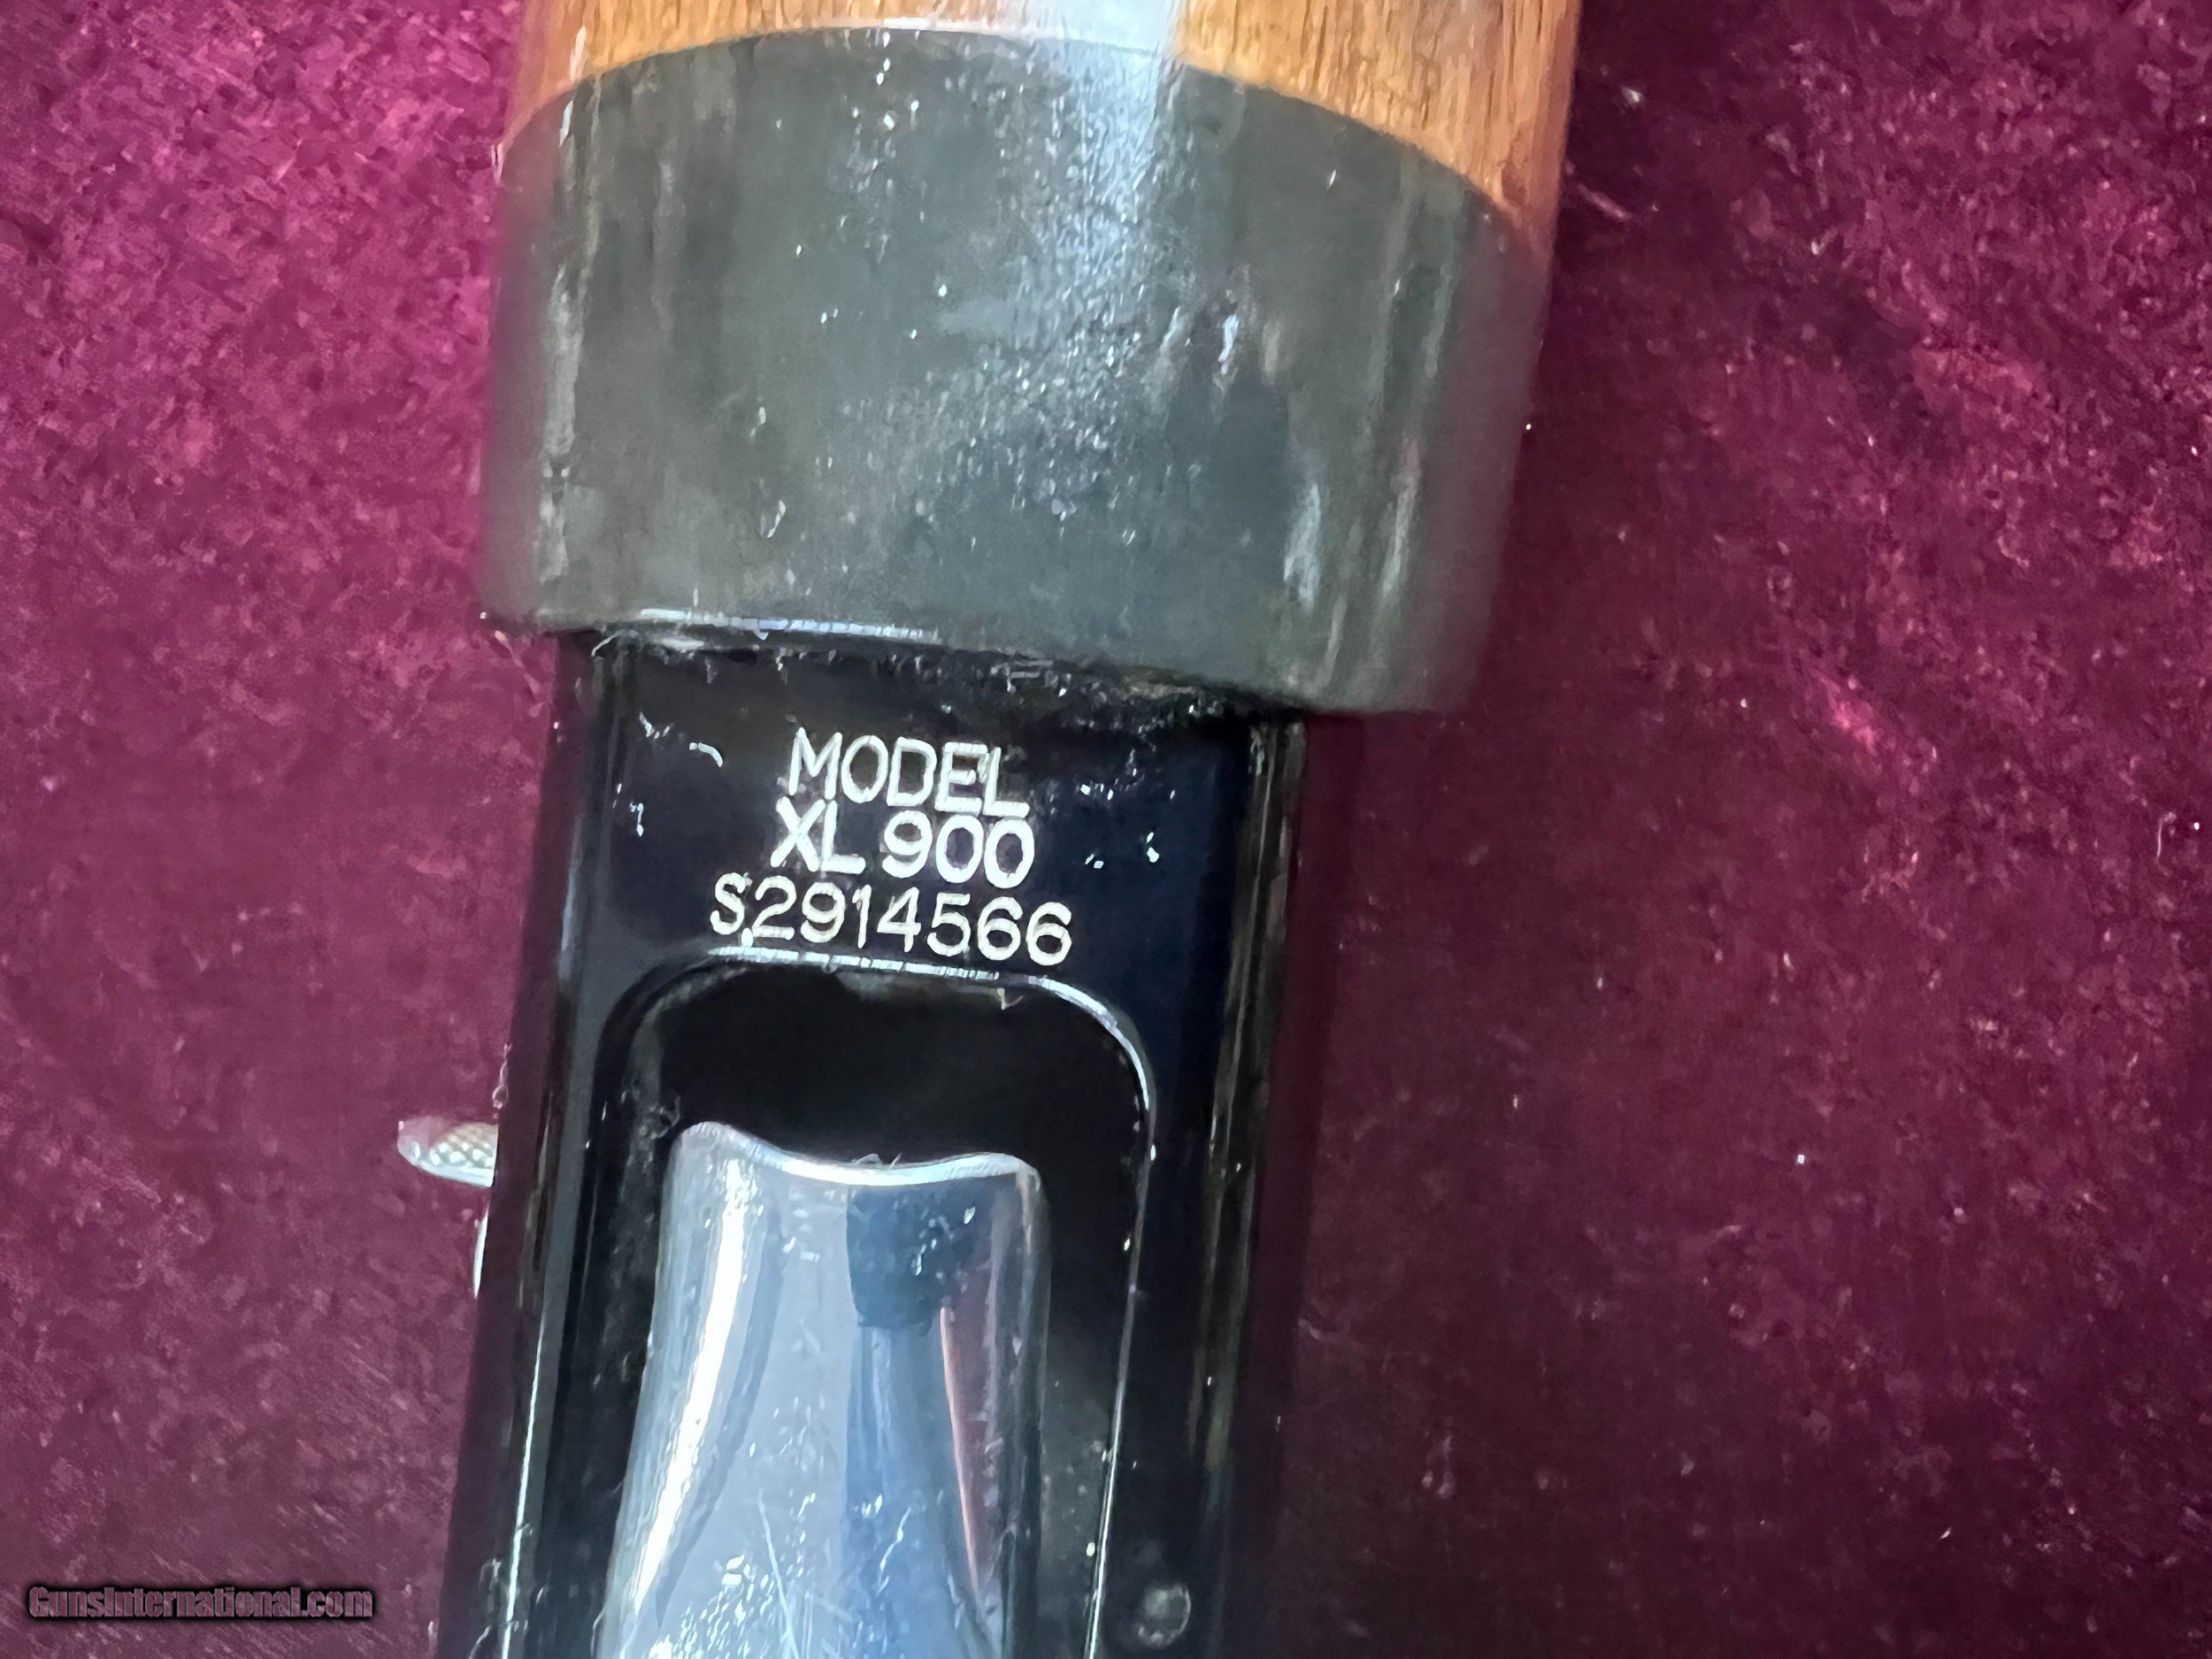 MODEL
XL 900
S2914566
GunsInternational.com